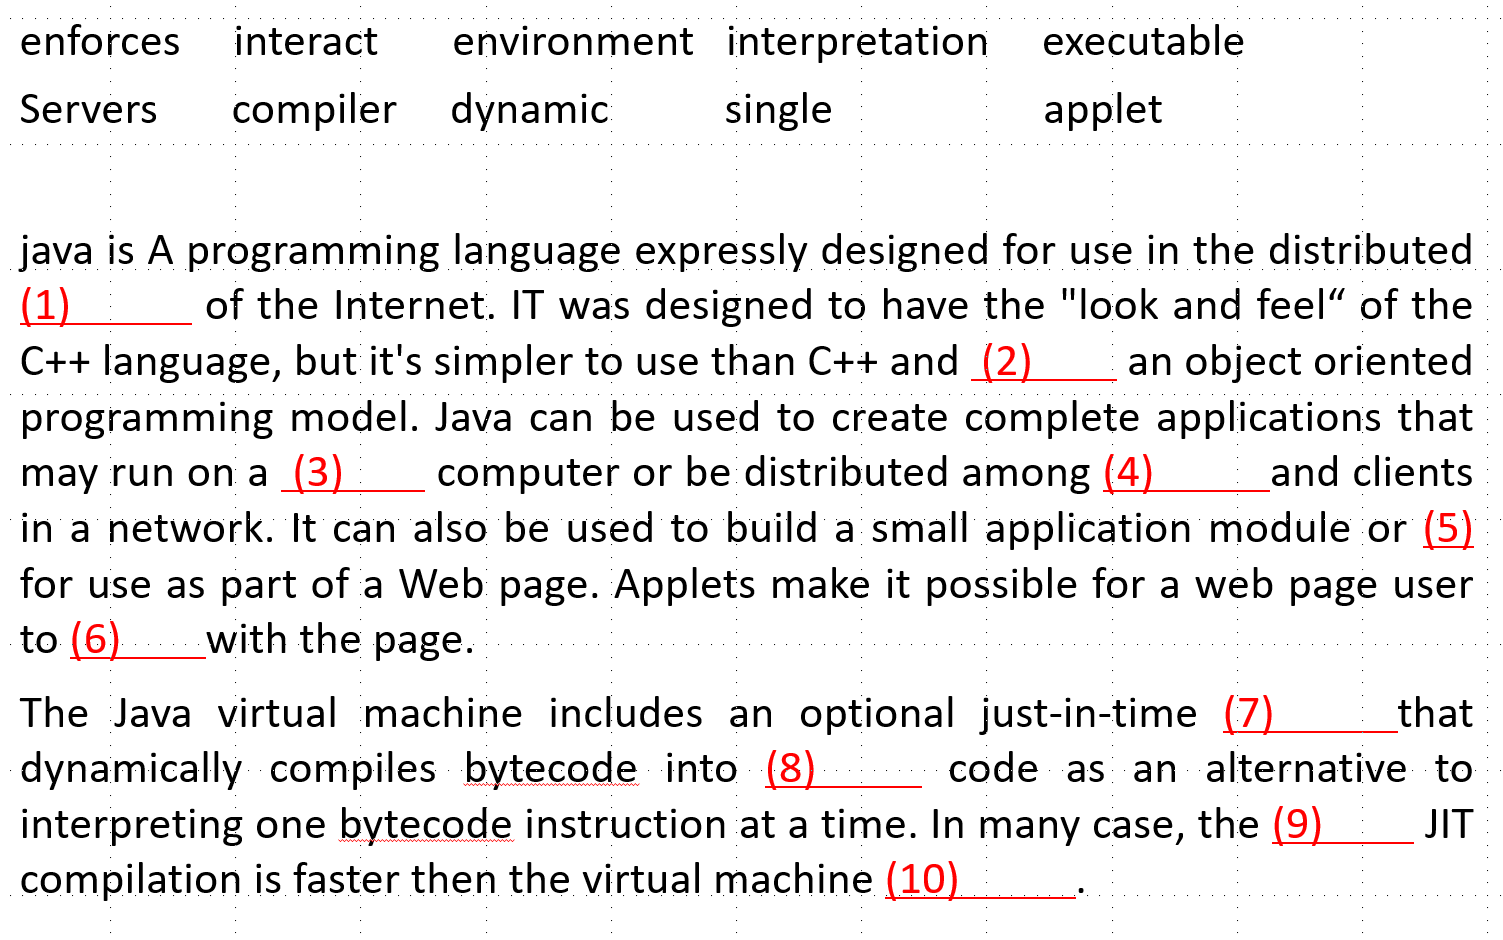 enforces interact environment interpretation executable
Servers compiler dynamic single applet
java is A programming language expressly designed for use in the distributed
(1)_______ of the Internet. IT was designed to have the "look and feel“ of the
C++ language, but it's simpler to use than C++ and _(2)____ an object oriented
programming model. Java can be used to create complete applications that
may run on a _(3)____ computer or be distributed among (4)______and clients
in a network. It can also be used to build a small application module or (5)
for use as part of a Web page. Applets make it possible for a web page user
to (6)____with the page.
The Java virtual machine includes an optional just-in-time (7)______that
dynamically compiles bytecode into (8)_____ code as an alternative to
interpreting one bytecode instruction at a time. In many case, the (9)____ JIT
compilation is faster then the virtual machine (10)______.